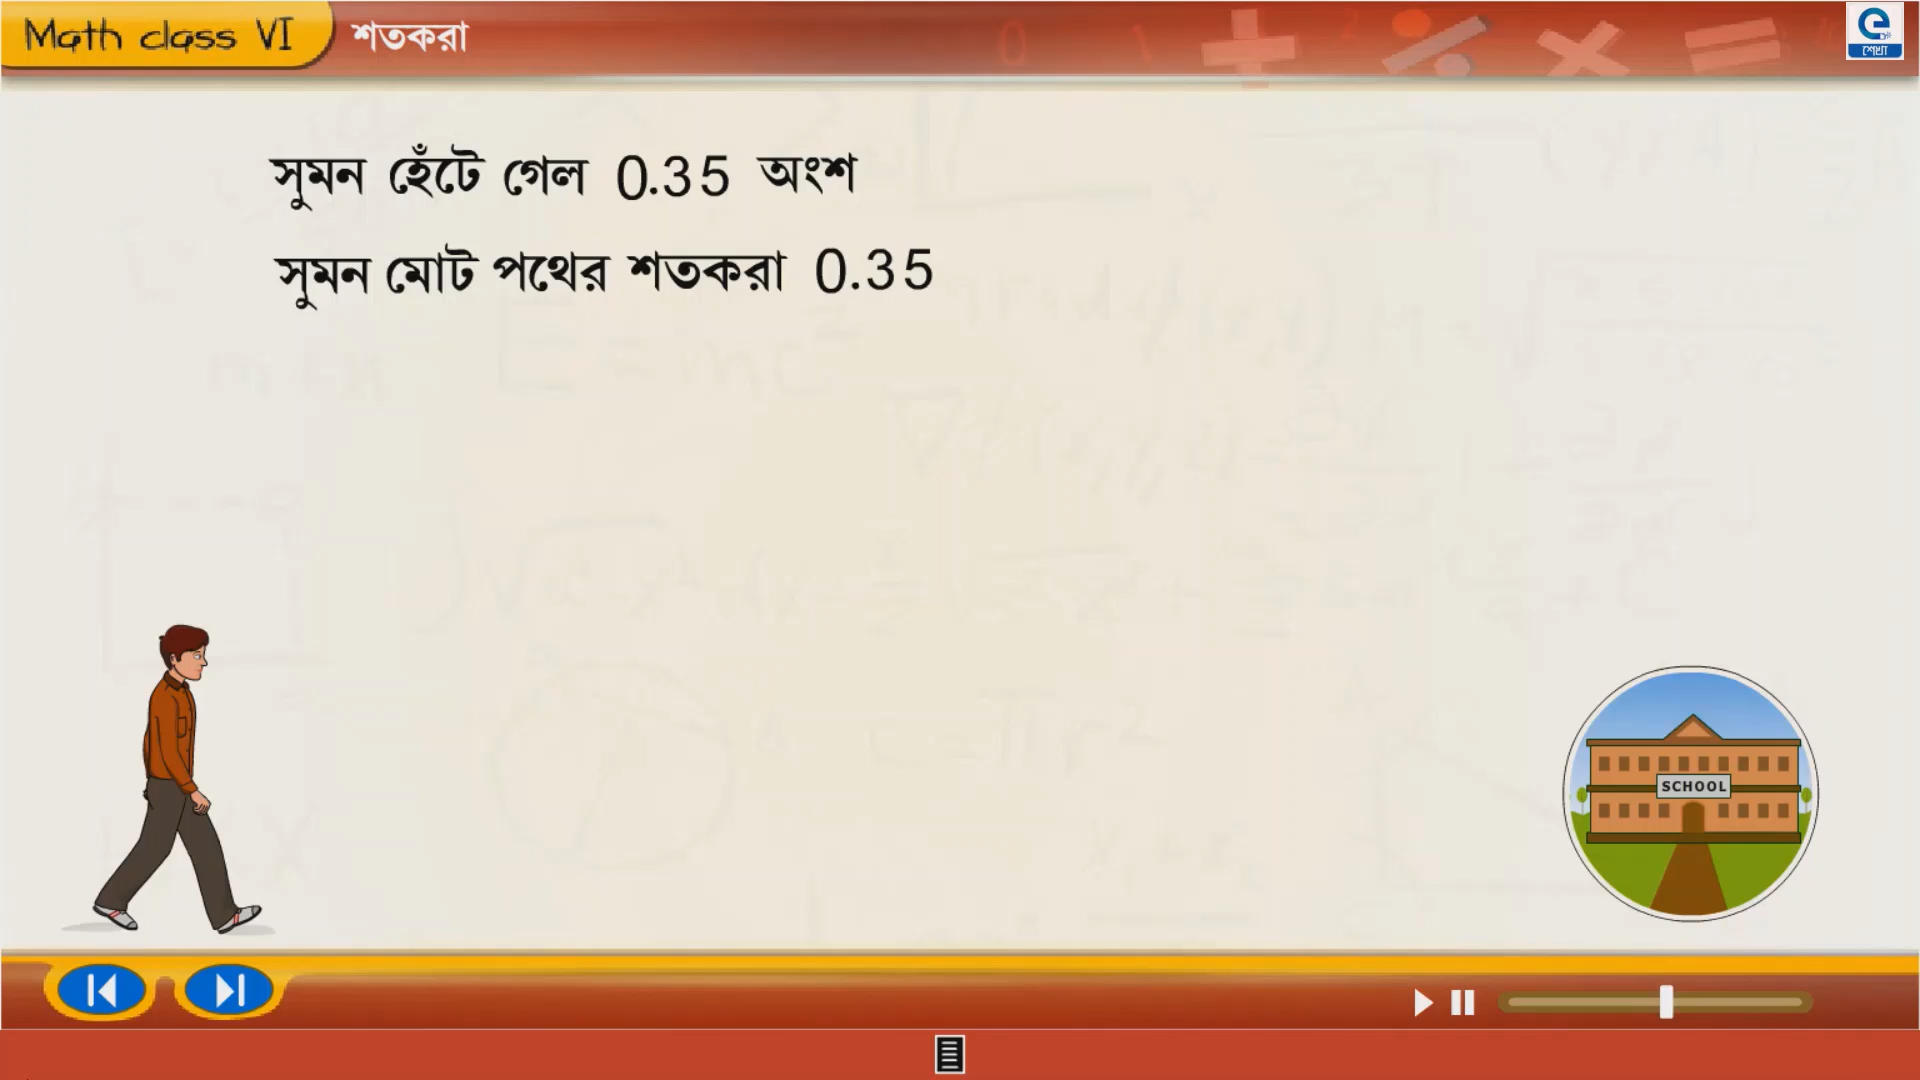 Math class VI
শতকরা
শেখা
সুমন হেঁটে গেল 0.35 অংশ
সুমন মোট পথের শতকরা 0.35
SCHOOL